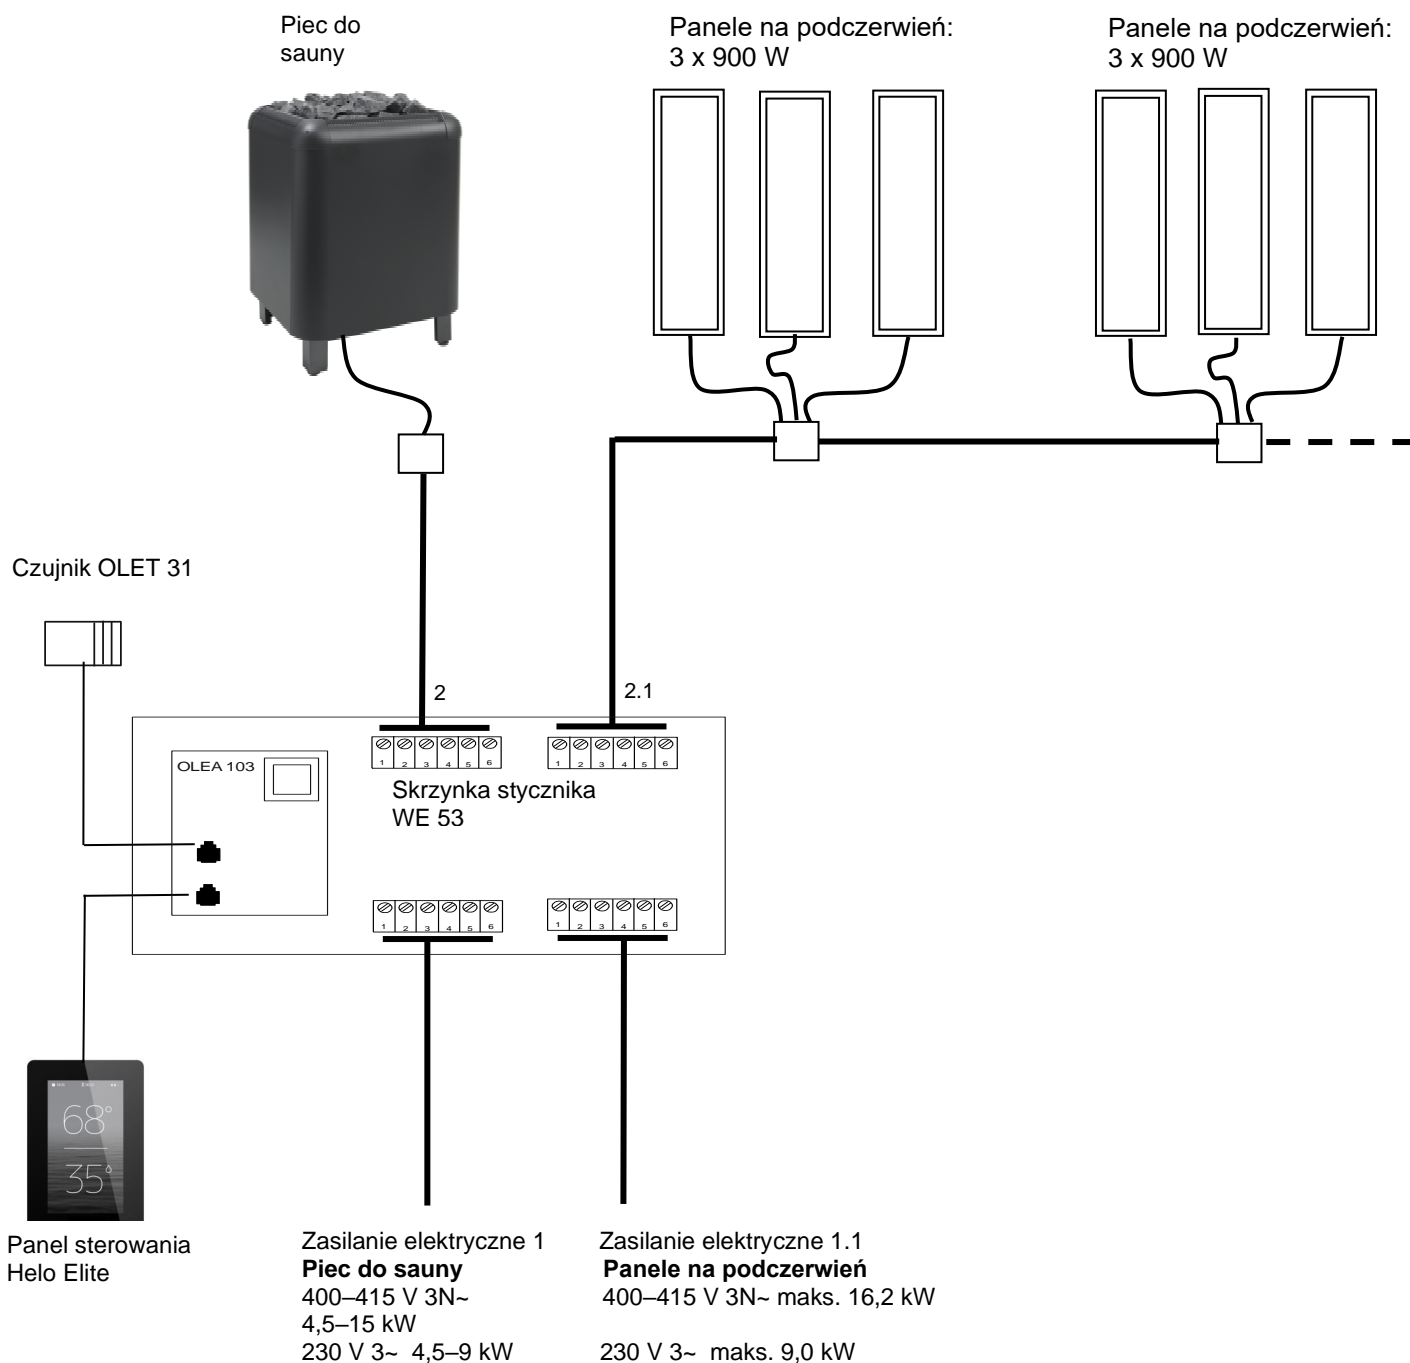 Piec do
sauny
Panele na podczerwień:
3 x 900 W
Panele na podczerwień:
3 x 900 W
Czujnik OLET 31
2
2.1
1 2 3 4 5 6
1 2 3 4 5 6
OLEA 103
Skrzynka stycznika
WE 53
1 2 3 4 5 6
1 2 3 4 5 6
68°
35
Panel sterowania
Helo Elite
Zasilanie elektryczne 1
Piec do sauny
400–415 V 3N~
4,5–15 kW
230 V 3~ 4,5–9 kW
Zasilanie elektryczne 1.1
Panele na podczerwień
400–415 V 3N~ maks. 16,2 kW
230 V 3~ maks. 9,0 kW